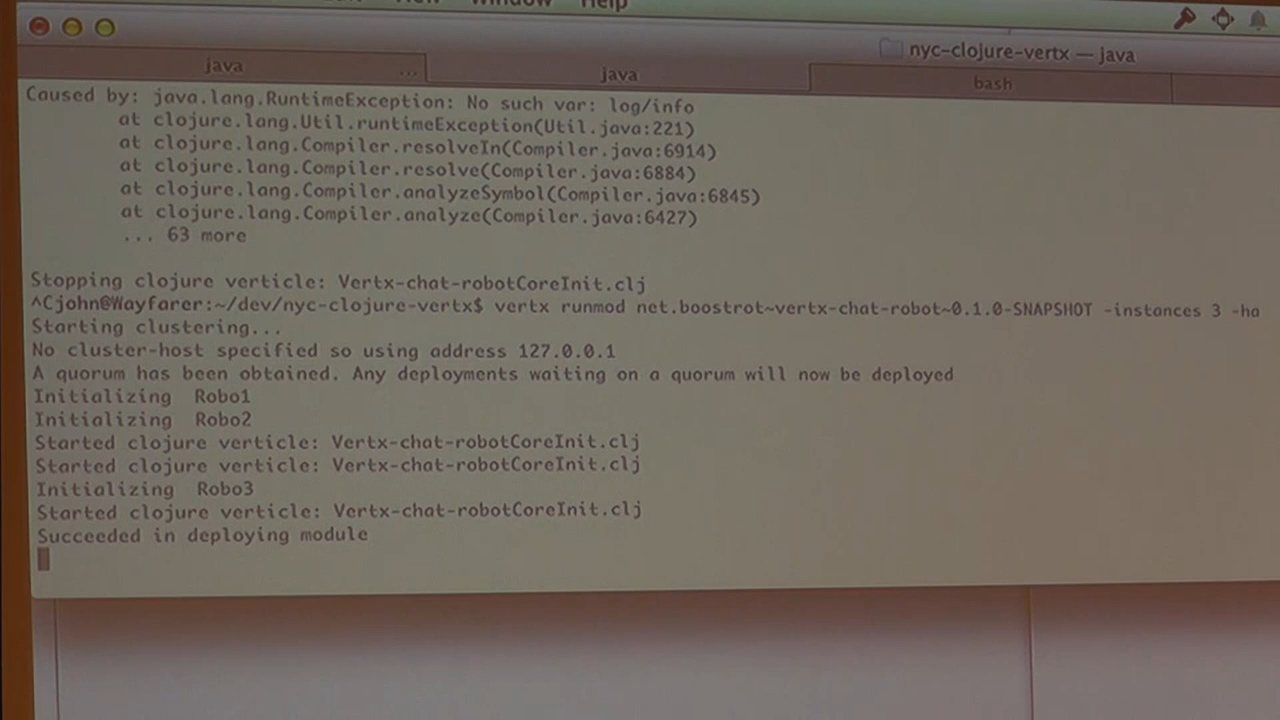 Window Help
nyc-clojure-vertx — java
java ... java bash
Caused by: java.lang.RuntimeException: No such var: log/info
at clojure.lang.Util.runtimeException(Util.java:221)
at clojure.lang.Compiler.resolveIn(Compiler.java:6914)
at clojure.lang.Compiler.resolve(Compiler.java:6884)
at clojure.lang.Compiler.analyzeSymbol(Compiler.java:6845)
at clojure.lang.Compiler.analyze(Compiler.java:6427)
... 63 more
Stopping clojure verticle: Vertx-chat-robotCoreInit.clj
^Cjohn@Wayfarer:~/dev/nyc-clojure-vertx$ vertx runmod net.boostrot~vertx-chat-robot~0.1.0-SNAPSHOT -instances 3 -ha
Starting clustering...
No cluster-host specified so using address 127.0.0.1
A quorum has been obtained. Any deployments waiting on a quorum will now be deployed
Initializing  Robo1
Initializing  Robo2
Started clojure verticle: Vertx-chat-robotCoreInit.clj
Started clojure verticle: Vertx-chat-robotCoreInit.clj
Initializing  Robo3
Started clojure verticle: Vertx-chat-robotCoreInit.clj
Succeeded in deploying module